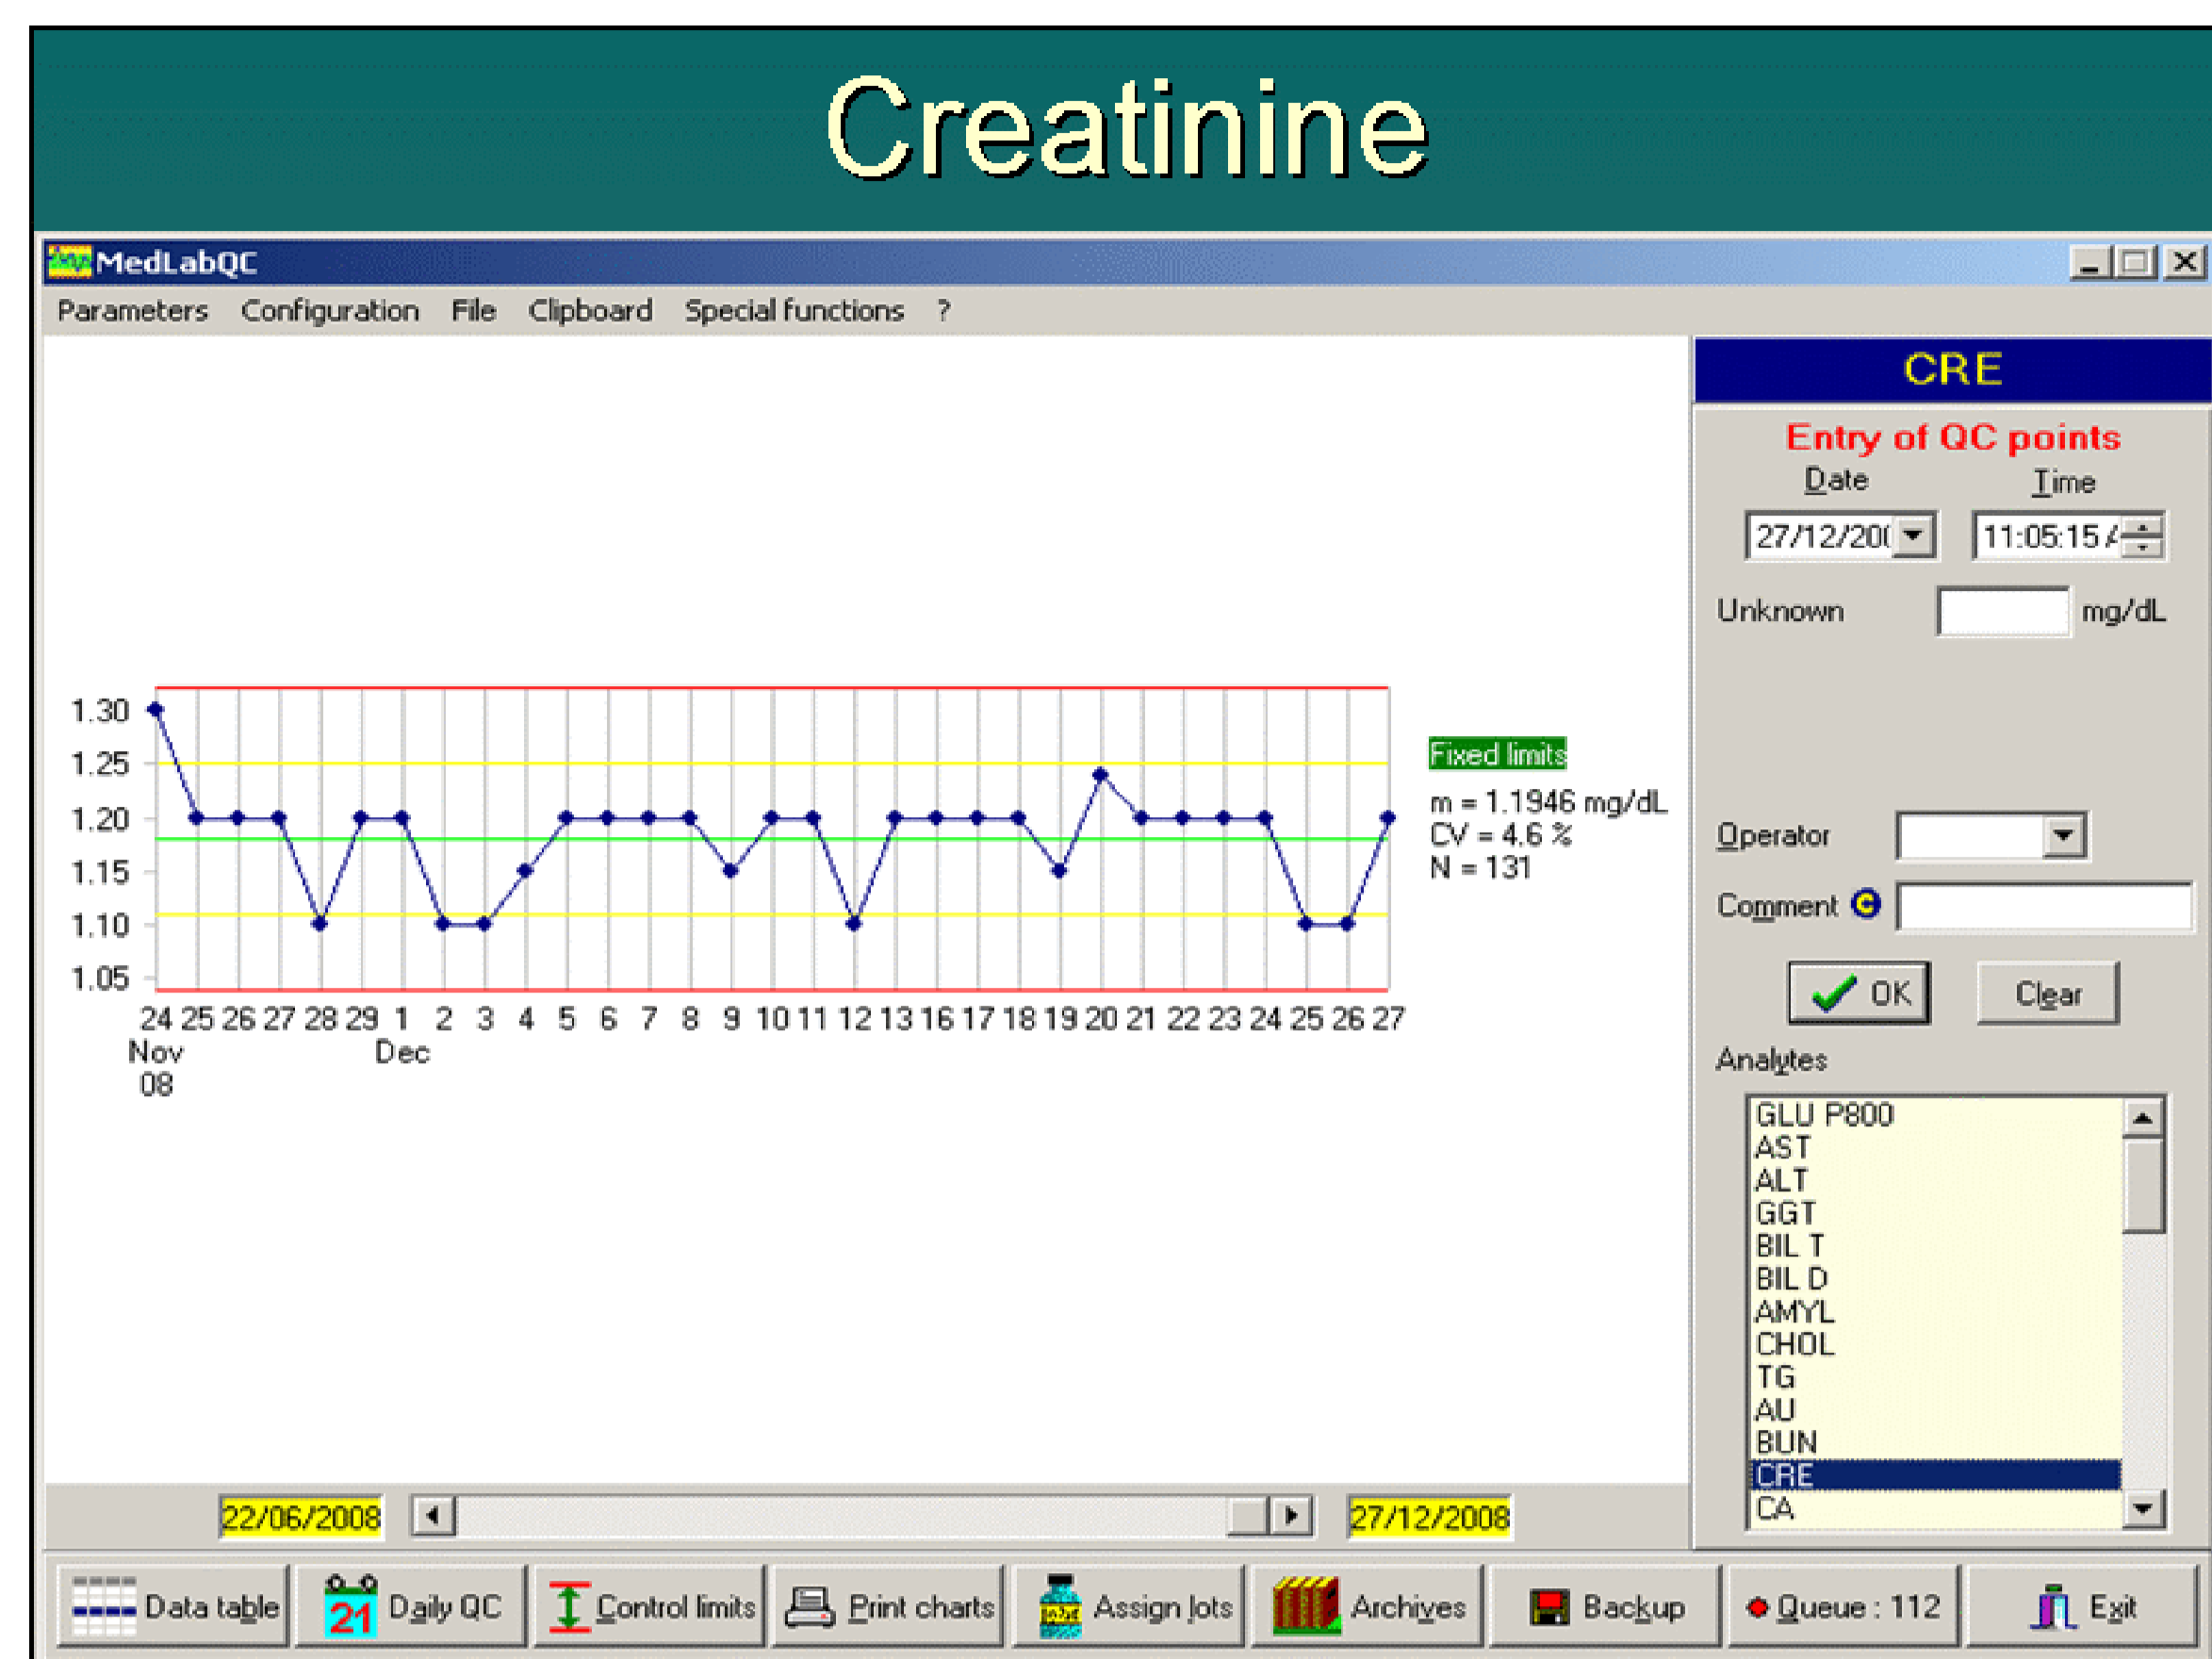 Creatinine
MedLabQC
Parameters Configuration File Clipboard Special functions ?
CRE
Entry of QC points
Date Time
27/12/200 11:05:15 A
Unknown mg/dL
1.30
1.25
1.20
1.15
1.10
1.05
24 25 26 27 28 29 1 2 3 4 5 6 7 8 9 10 11 12 13 16 17 18 19 20 21 22 23 24 25 26 27
Nov Dec
08
Fixed limits
m = 1.1946 mg/dL
CV = 4.6 %
N = 131
Operator
Comment C
OK Clear
Analytes
GLU P800
AST
ALT
GGT
BIL T
BIL D
AMYL
CHOL
TG
AU
BUN
CRE
CA
22/06/2008 27/12/2008
Data table 21 Daily QC Control limits Print charts Assign lots Archives Backup Queue : 112 Exit